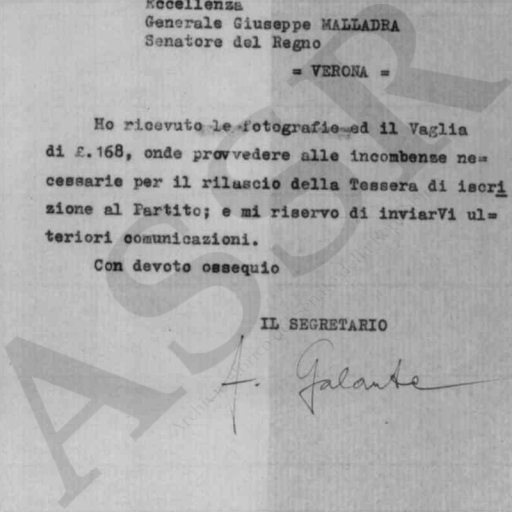 Eccellenza
Generale Giuseppe MALLADRA
Senatore del Regno
= VERONA =
Ho ricevuto le fotografie ed il Vaglia
di £.168, onde provvedere alle incombenze ne=
cessarie per il rilascio della Tessera di iscri
zione al Partito; e mi riservo di inviarVi ul=
teriori comunicazioni.
Con devoto ossequio
IL SEGRETARIO
f. Galante
ASSR